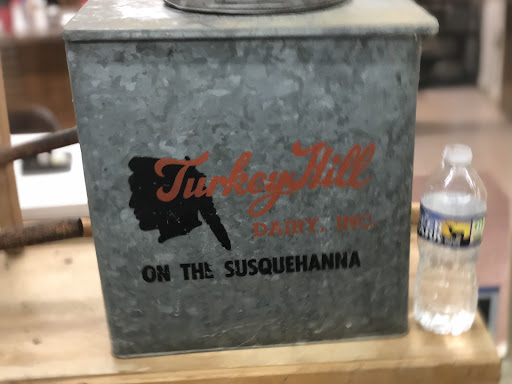 Turkey Hill
DAIRY, INC.
ON THE SUSQUEHANNA